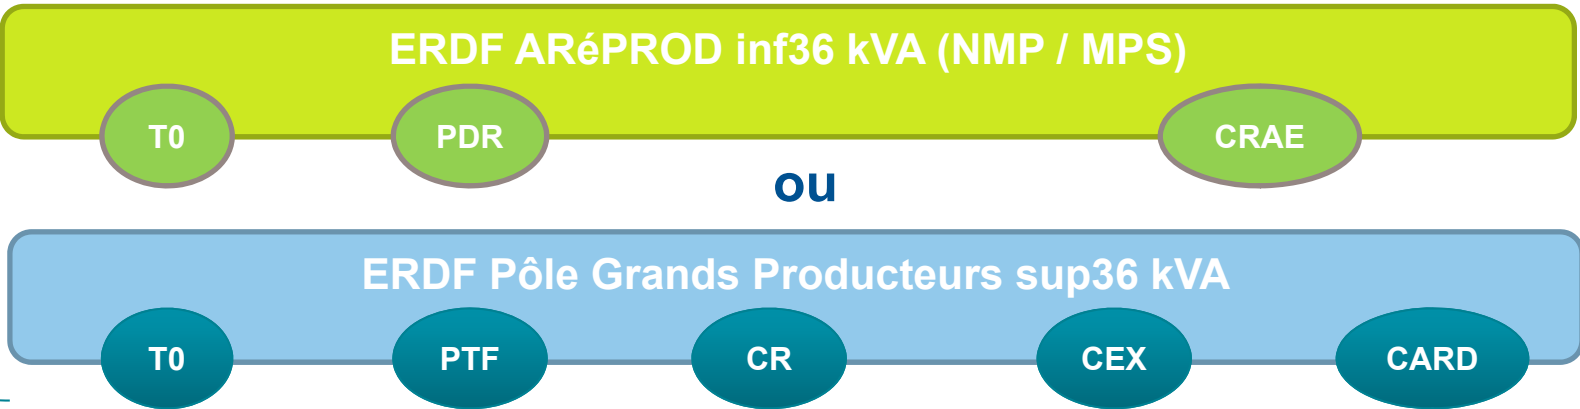 ERDF ARéPROD inf36 kVA (NMP / MPS)
T0 PDR CRAE
ou
ERDF Pôle Grands Producteurs sup36 kVA
T0 PTF CR CEX CARD